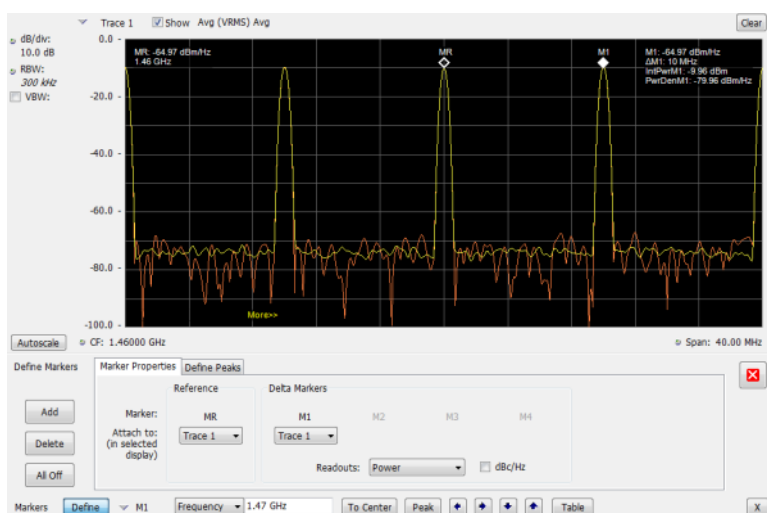 Trace 1 Show Avg (VRMS) Avg Clear
dB/div:
10.0 dB
RBW:
300 kHz
VBW:
0.0
-20.0
-40.0
-60.0
-80.0
-100.0
MR: -64.97 dBm/Hz
1.46 GHz
MR
M1
M1: -64.97 dBm/Hz
ΔM1: 10 MHz
IntPwrM1: -9.96 dBm
PwrDenM1: -79.96 dBm/Hz
More>>
Autoscale CF: 1.46000 GHz Span: 40.00 MHz
Define Markers Marker Properties Define Peaks
Reference Delta Markers
Add Marker: MR M1 M2 M3 M4
Attach to:
(in selected
display)
Trace 1 Trace 1
Delete
Readouts: Power dBc/Hz
All Off
Markers Define M1 Frequency 1.47 GHz To Center Peak Table X